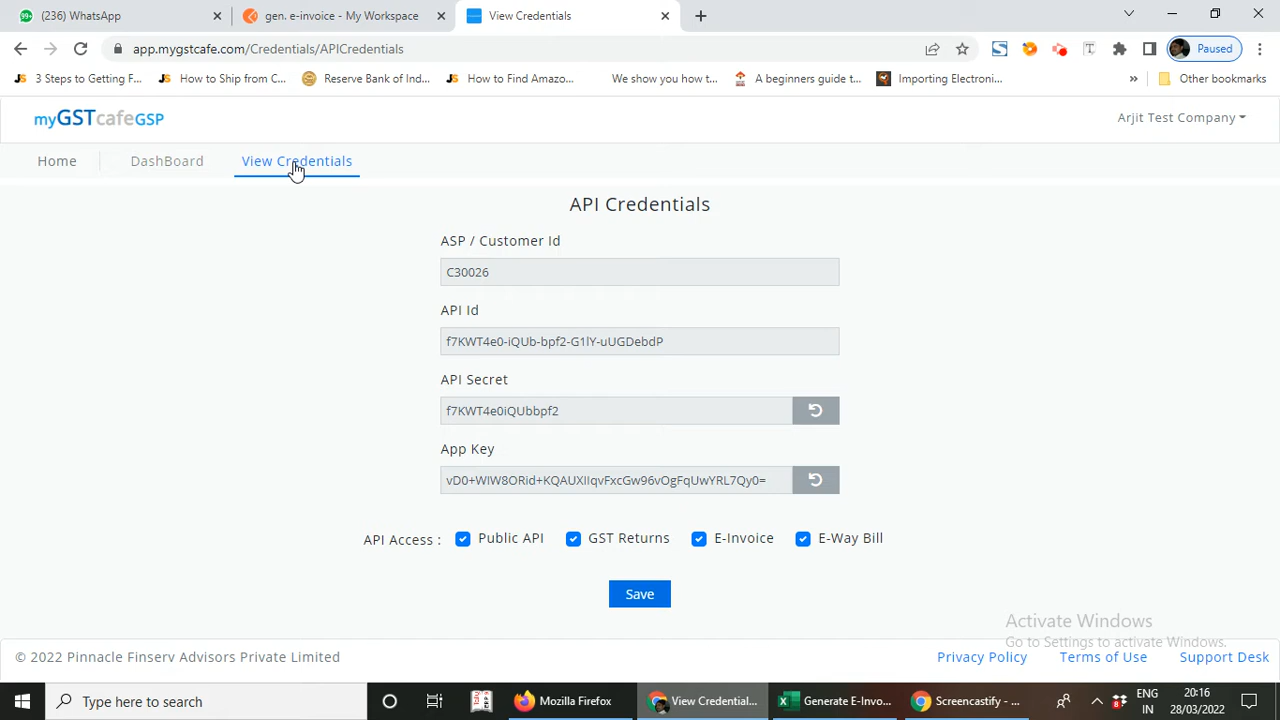 (236) WhatsApp
gen. e-invoice - My Workspace
View Credentials
app.mygstcafe.com/Credentials/APICredentials
Paused
3 Steps to Getting F...
How to Ship from C...
Reserve Bank of Ind...
How to Find Amazo...
We show you how t...
A beginners guide t...
Importing Electroni...
»
Other bookmarks
myGSTcafeGSP
Arjit Test Company
Home
DashBoard
View Credentials
API Credentials
ASP / Customer Id
C30026
API Id
f7KWT4e0-iQUb-bpf2-G1lY-uUGDebdP
API Secret
f7KWT4e0iQUbbpf2
App Key
vD0+WIW8ORid+KQAUXIIqvFxcGw96vOgFqUwYRL7Qy0=
API Access :
Public API
GST Returns
E-Invoice
E-Way Bill
Save
Activate Windows
Go to Settings to activate Windows.
© 2022 Pinnacle Finserv Advisors Private Limited
Privacy Policy
Terms of Use
Support Desk
Type here to search
Mozilla Firefox
View Credential...
Generate E-Invo...
Screencastify - ...
ENG
IN
20:16
28/03/2022